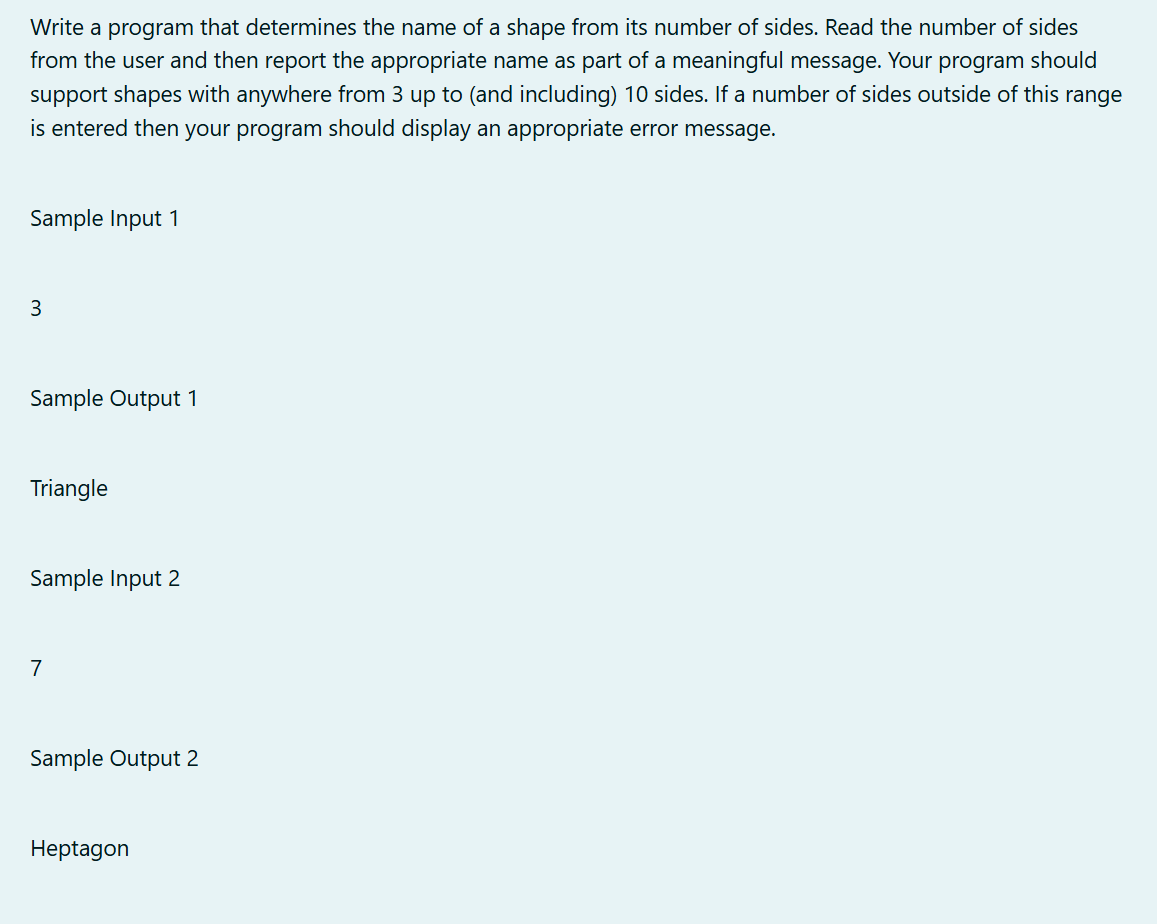 Write a program that determines the name of a shape from its number of sides. Read the number of sides
from the user and then report the appropriate name as part of a meaningful message. Your program should
support shapes with anywhere from 3 up to (and including) 10 sides. If a number of sides outside of this range
is entered then your program should display an appropriate error message.
Sample Input 1
3
Sample Output 1
Triangle
Sample Input 2
7
Sample Output 2
Heptagon